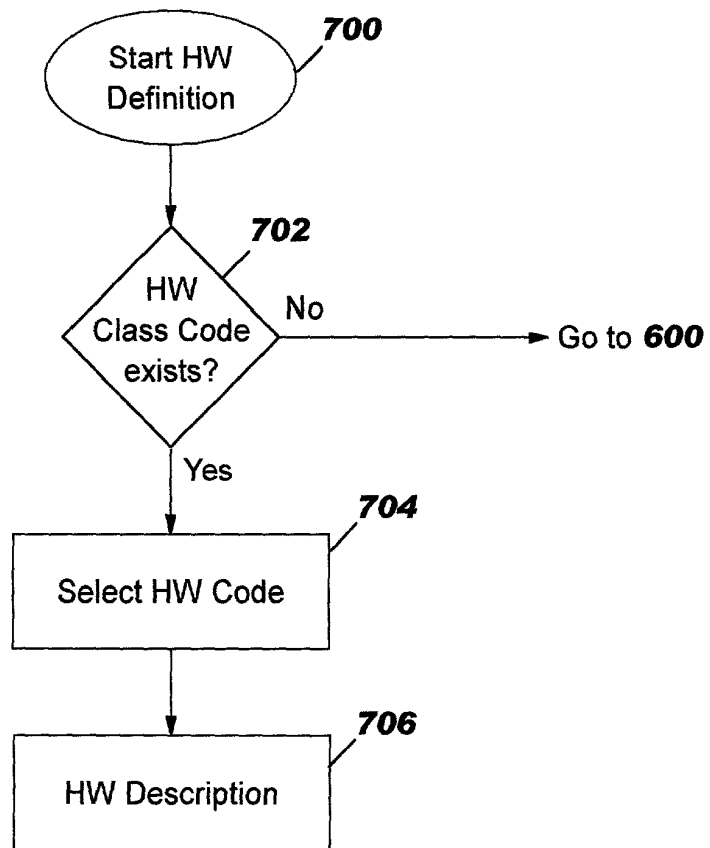 700
Start HW
Definition
702
HW
Class Code
exists?
No
Go to 600
Yes
704
Select HW Code
706
HW Description